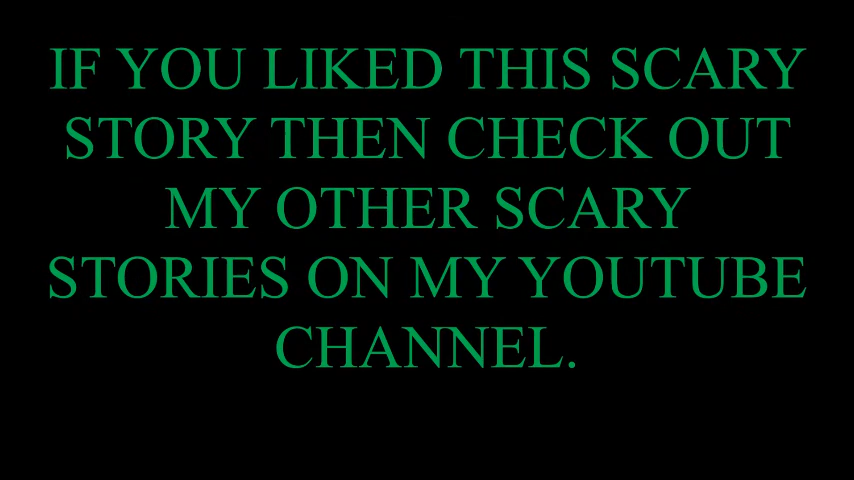 IF YOU LIKED THIS SCARY
STORY THEN CHECK OUT
MY OTHER SCARY
STORIES ON MY YOUTUBE
CHANNEL.